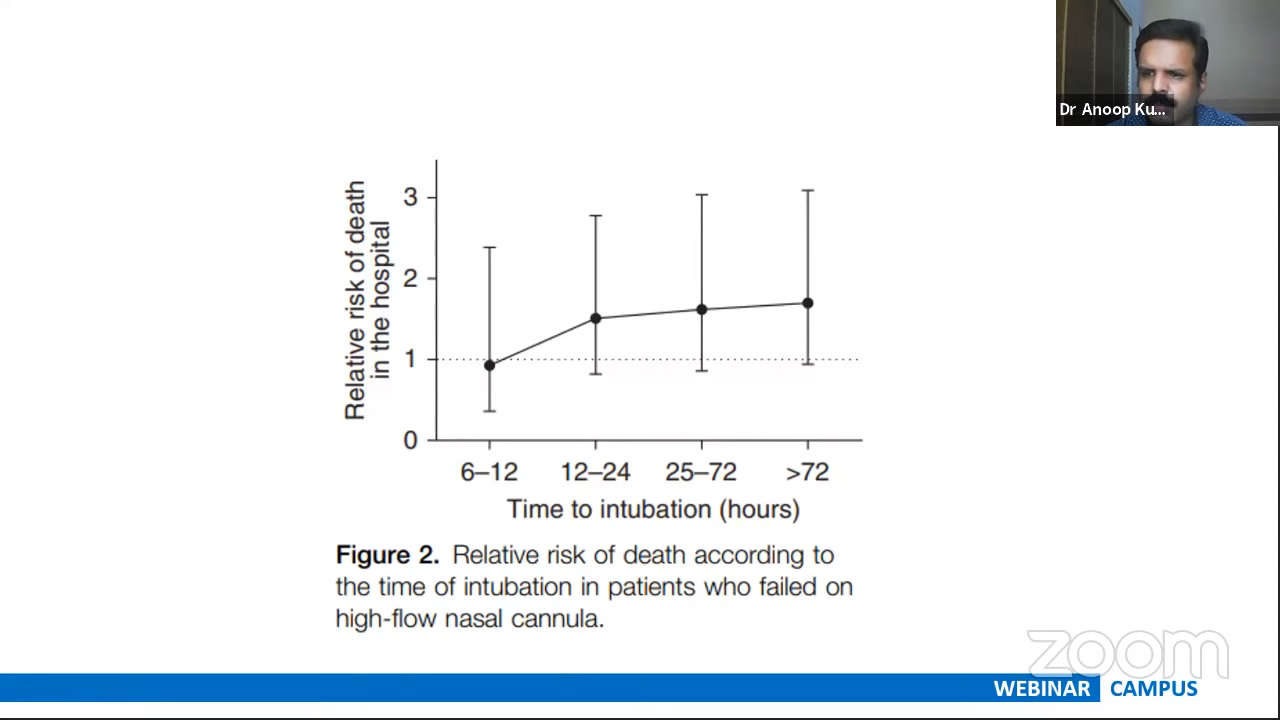 Dr Anoop Ku...
Relative risk of death
in the hospital
3
2
1
0
6–12 12–24 25–72 >72
Time to intubation (hours)
Figure 2. Relative risk of death according to
the time of intubation in patients who failed on
high-flow nasal cannula.
zoom
WEBINAR CAMPUS